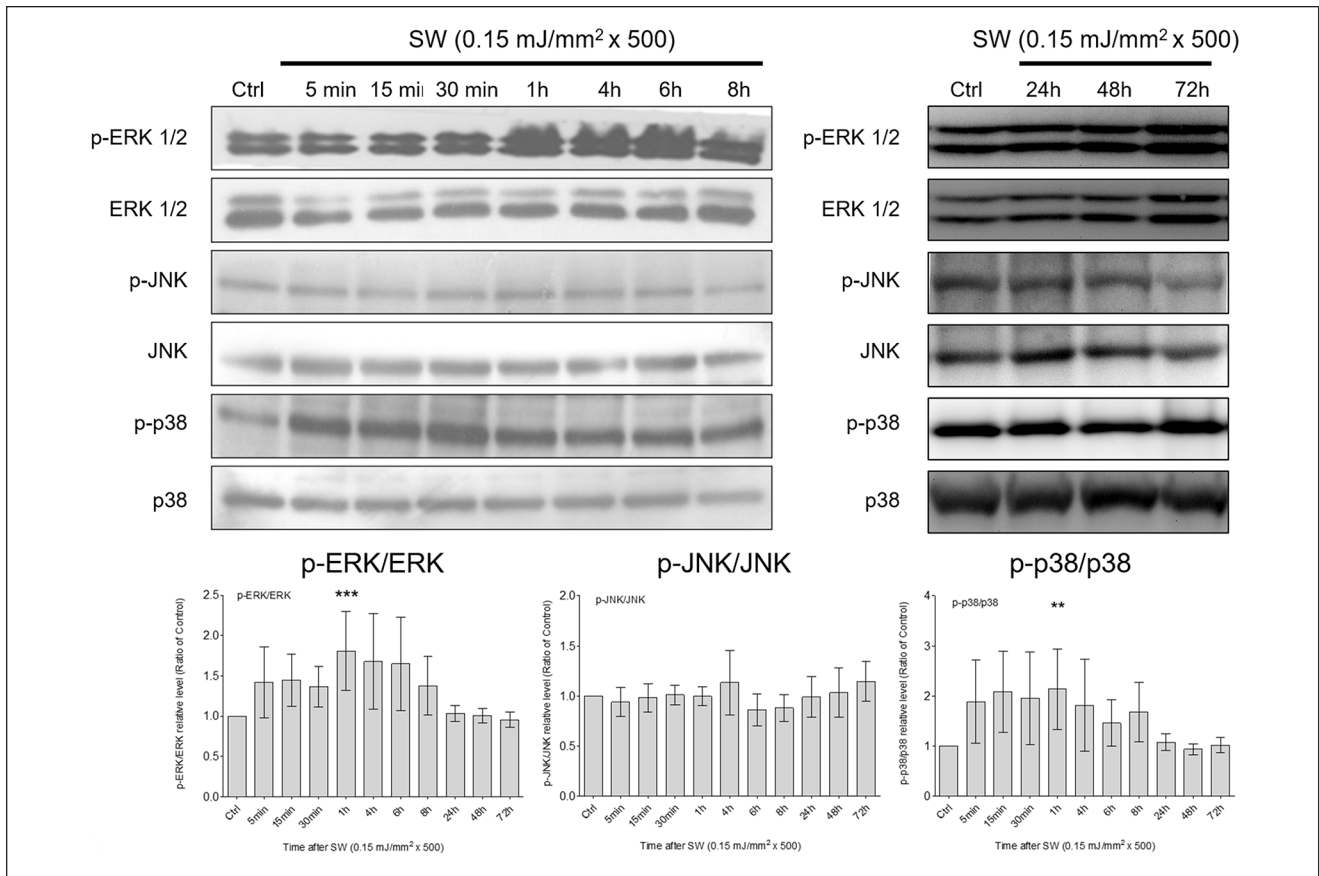 SW (0.15 mJ/mm² x 500)
Ctrl 5 min 15 min 30 min 1h 4h 6h 8h
p-ERK 1/2
ERK 1/2
p-JNK
JNK
p-p38
p38
SW (0.15 mJ/mm² x 500)
Ctrl 24h 48h 72h
p-ERK 1/2
ERK 1/2
p-JNK
JNK
p-p38
p38
p-ERK/ERK
p-ERK/ERK
***
p-ERK/ERK relative level (Ratio of Control)
2.5
2.0
1.5
1.0
0.5
0.0
Ctrl 5min 15min 30min 1h 4h 6h 8h 24h 48h 72h
Time after SW (0.15 mJ/mm² x 500)
p-JNK/JNK
p-JNK/JNK
p-JNK/JNK relative level (Ratio of Control)
2.0
1.5
1.0
0.5
0.0
Ctrl 5min 15min 30min 1h 4h 6h 8h 24h 48h 72h
Time after SW (0.15 mJ/mm² x 500)
p-p38/p38
p-p38/p38
**
p-p38/p38 relative level (Ratio of Control)
4
3
2
1
0
Ctrl 5min 15min 30min 1h 4h 6h 8h 24h 48h 72h
Time after SW (0.15 mJ/mm² x 500)